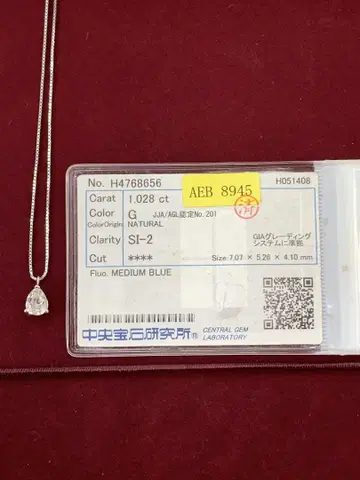 No. H4768656
AEB 8945
H051408
Carat 1.028 ct
Color G JJA/AGL認定No.201
ColorOrigin NATURAL
済
Clarity SI-2
GIAグレーディング
システムに準拠
Cut ****
Size:7.07 × 5.26 × 4.10 mm
Fluo. MEDIUM BLUE
中央宝石研究所®
CENTRAL GEM
LABORATORY